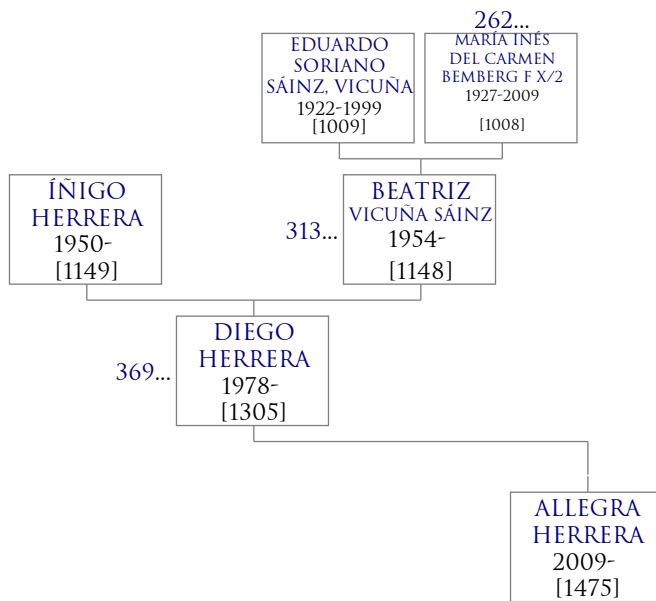 262...
EDUARDO
SORIANO
SÁINZ, VICUÑA
1922-1999
[1009]
MARÍA INÉS
DEL CARMEN
BEMBERG F X/2
1927-2009
[1008]
ÍÑIGO
HERRERA
1950-
[1149]
313...
BEATRIZ
VICUÑA SÁINZ
1954-
[1148]
369...
DIEGO
HERRERA
1978-
[1305]
ALLEGRA
HERRERA
2009-
[1475]